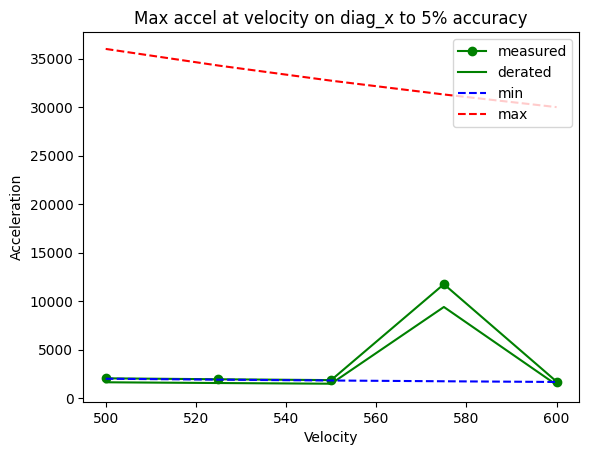 Max accel at velocity on diag_x to 5% accuracy
measured
derated
min
max
Acceleration
35000
30000
25000
20000
15000
10000
5000
0
500
520
540
560
580
600
Velocity